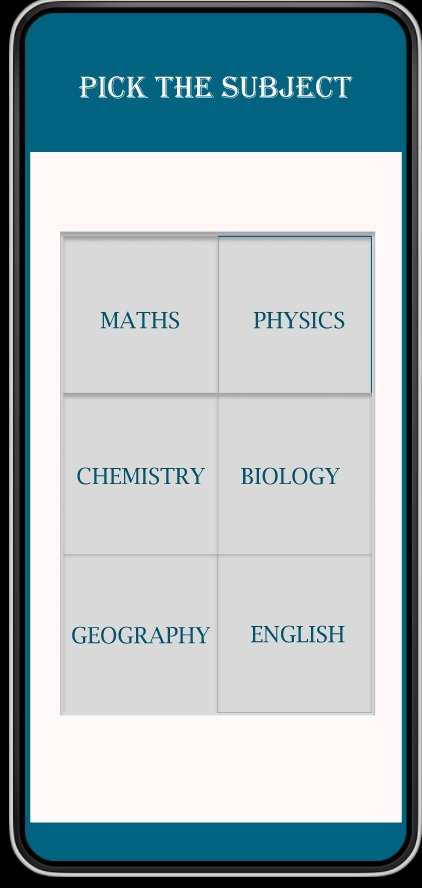 PICK THE SUBJECT
MATHS PHYSICS
CHEMISTRY BIOLOGY
GEOGRAPHY ENGLISH